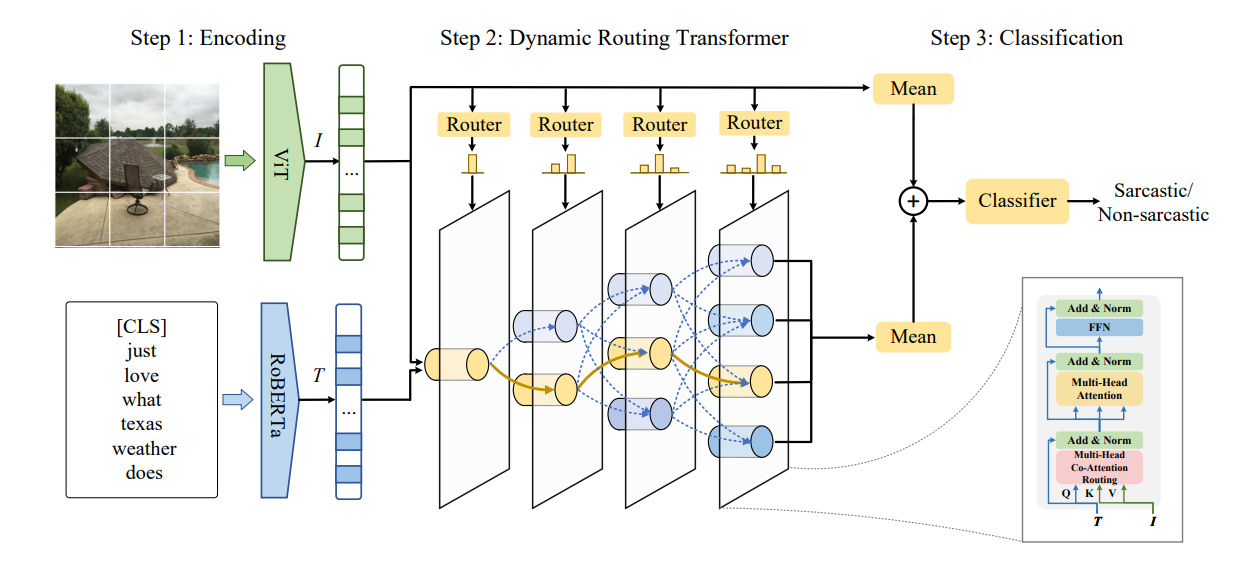 Step 1: Encoding
Step 2: Dynamic Routing Transformer
Step 3: Classification
ViT
I
...
Router
Router
Router
Router
Mean
+
Classifier
Sarcastic/
Non-sarcastic
Mean
[CLS]
just
love
what
texas
weather
does
RoBERTa
T
...
Add & Norm
FFN
Add & Norm
Multi-Head
Attention
Add & Norm
Multi-Head
Co-Attention
Routing
Q K V
T I